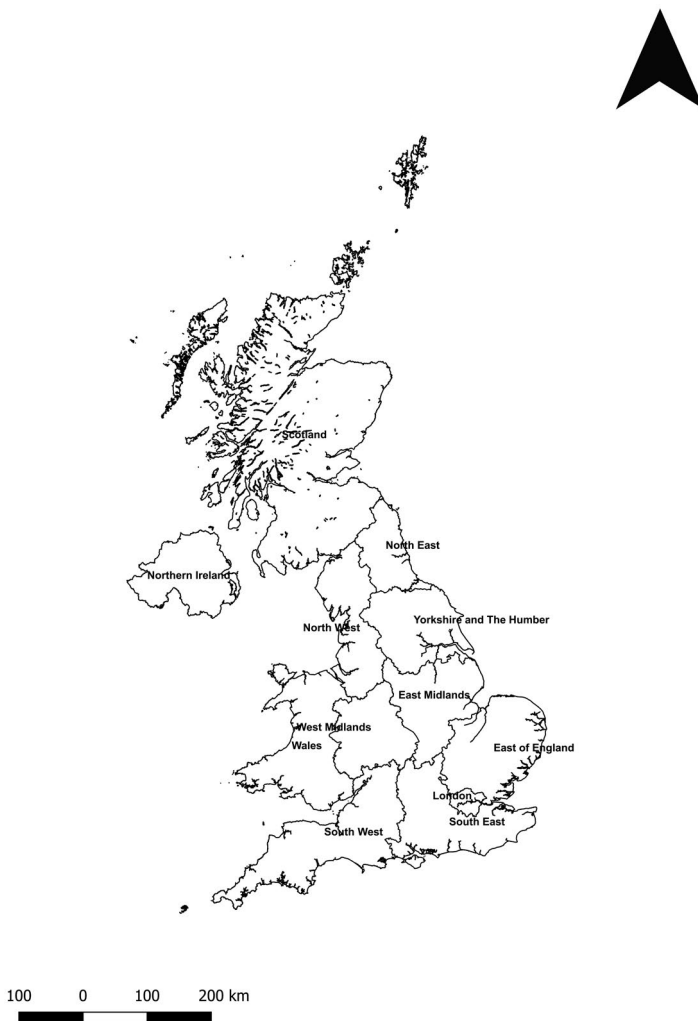 Scotland
North East
Northern Ireland
Yorkshire and The Humber
North West
East Midlands
West Midlands
Wales
East of England
London
South East
South West
100 0 100 200 km